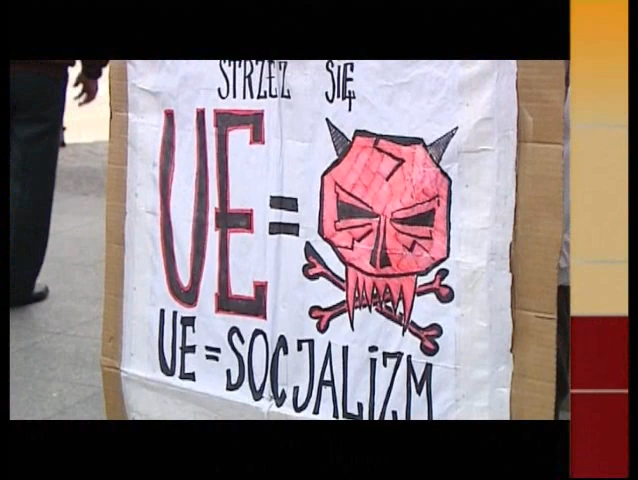 STRZEŻ SIĘ
UE =
UE = SOCJALiZM